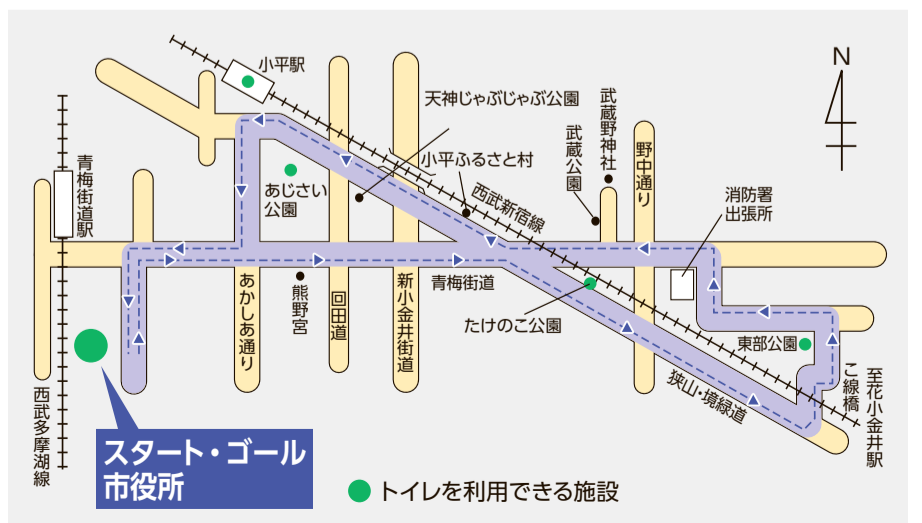 小平駅
天神じゃぶじゃぶ公園
武蔵野神社
武蔵公園
野中通り
N
小平ふるさと村
西武新宿線
消防署
出張所
青梅街道駅
あじさい
公園
青梅街道
あかしあ通り
熊野宮
回田道
新小金井街道
たけのこ公園
東部公園
狭山・境緑道
こ線橋
至花小金井駅
西武多摩湖線
スタート・ゴール
市役所
トイレを利用できる施設